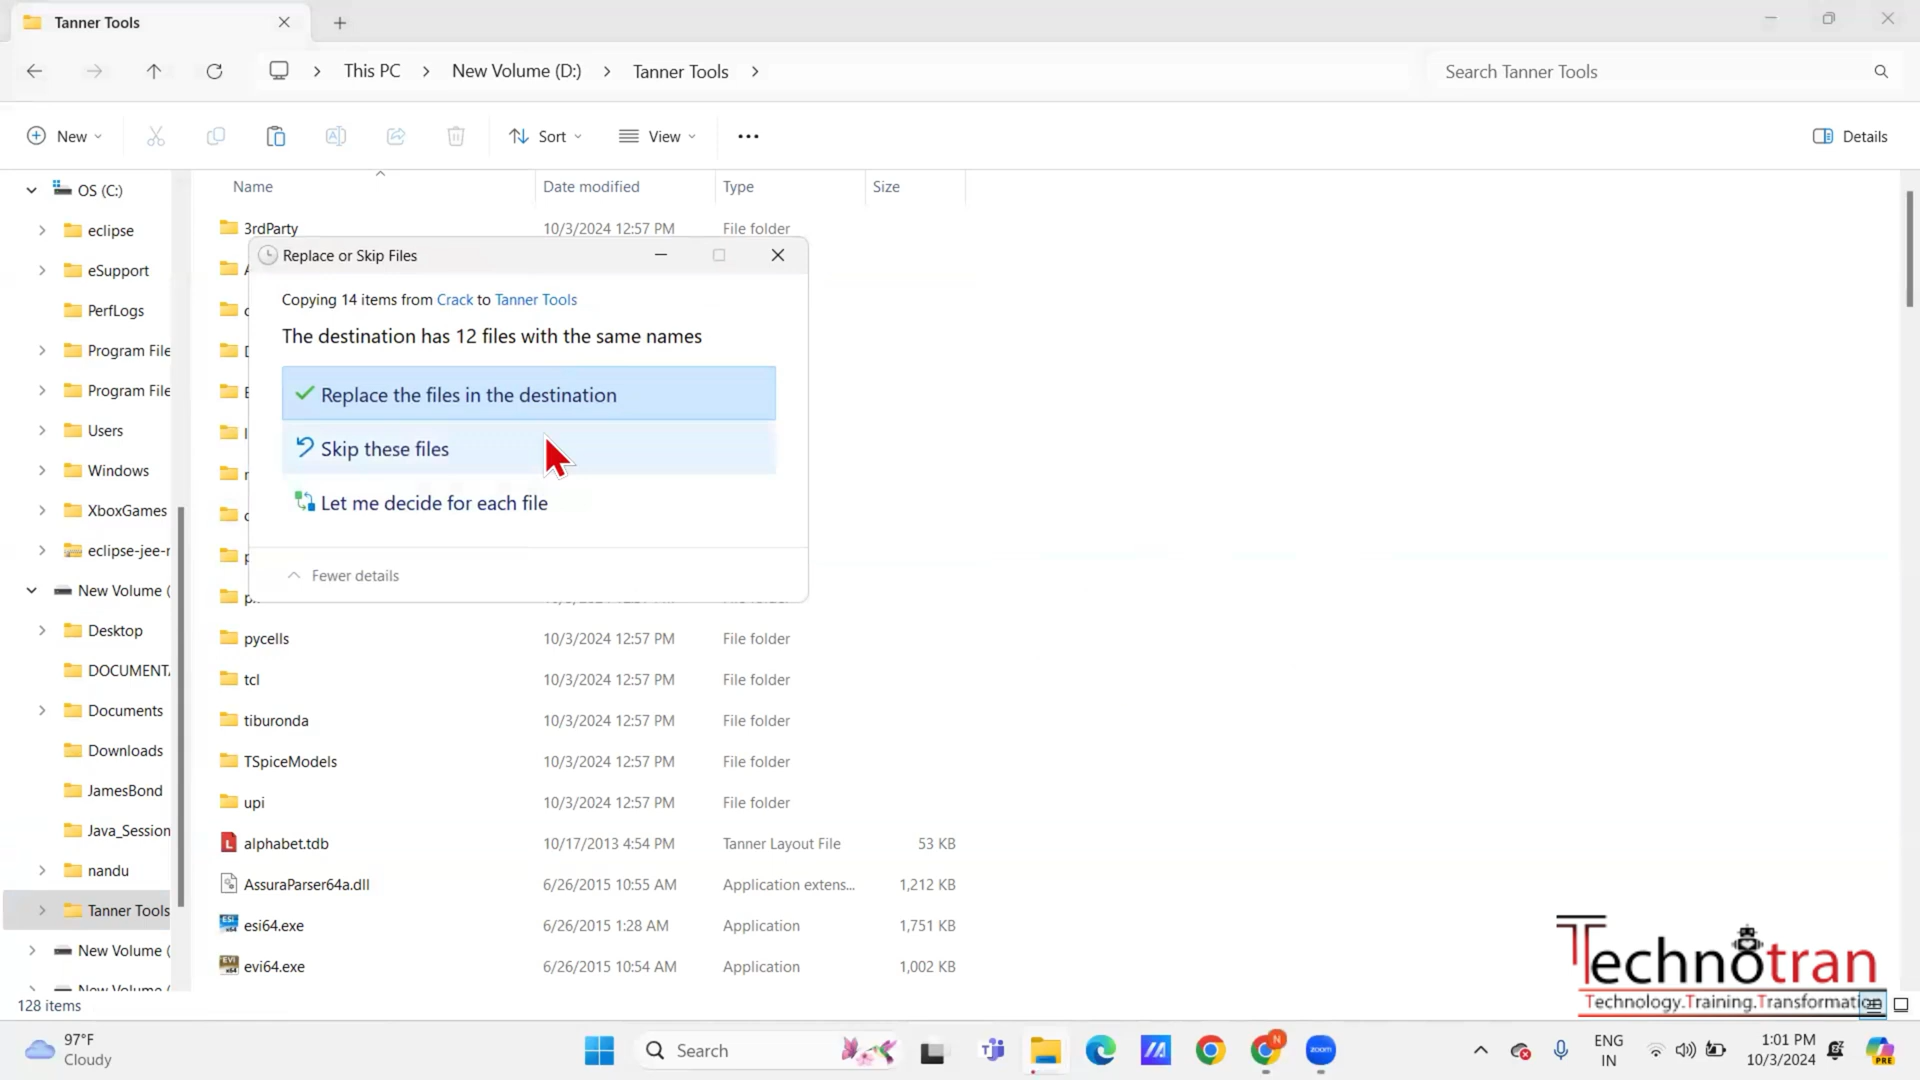 Tanner Tools
This PC
New Volume (D:)
Tanner Tools
Search Tanner Tools
New
Sort
View
Details
OS (C:)
eclipse
eSupport
PerfLogs
Program File
Program File
Users
Windows
XboxGames
eclipse-jee-r
New Volume (
Desktop
DOCUMENT
Documents
Downloads
JamesBond
Java_Session
nandu
Tanner Tools
New Volume (
New Volume (
Name Date modified Type Size
3rdParty 10/3/2024 12:57 PM File folder
Replace or Skip Files
Copying 14 items from Crack to Tanner Tools
The destination has 12 files with the same names
Replace the files in the destination
Skip these files
Let me decide for each file
Fewer details
pycells 10/3/2024 12:57 PM File folder
tcl 10/3/2024 12:57 PM File folder
tiburonda 10/3/2024 12:57 PM File folder
TSpiceModels 10/3/2024 12:57 PM File folder
upi 10/3/2024 12:57 PM File folder
alphabet.tdb 10/17/2013 4:54 PM Tanner Layout File 53 KB
AssuraParser64a.dll 6/26/2015 10:55 AM Application extens... 1,212 KB
esi64.exe 6/26/2015 1:28 AM Application 1,751 KB
evi64.exe 6/26/2015 10:54 AM Application 1,002 KB
Technotran
Technology.Training.Transformation
128 items
97°F
Cloudy
Search
zoom
ENG
IN
1:01 PM
10/3/2024
PRE